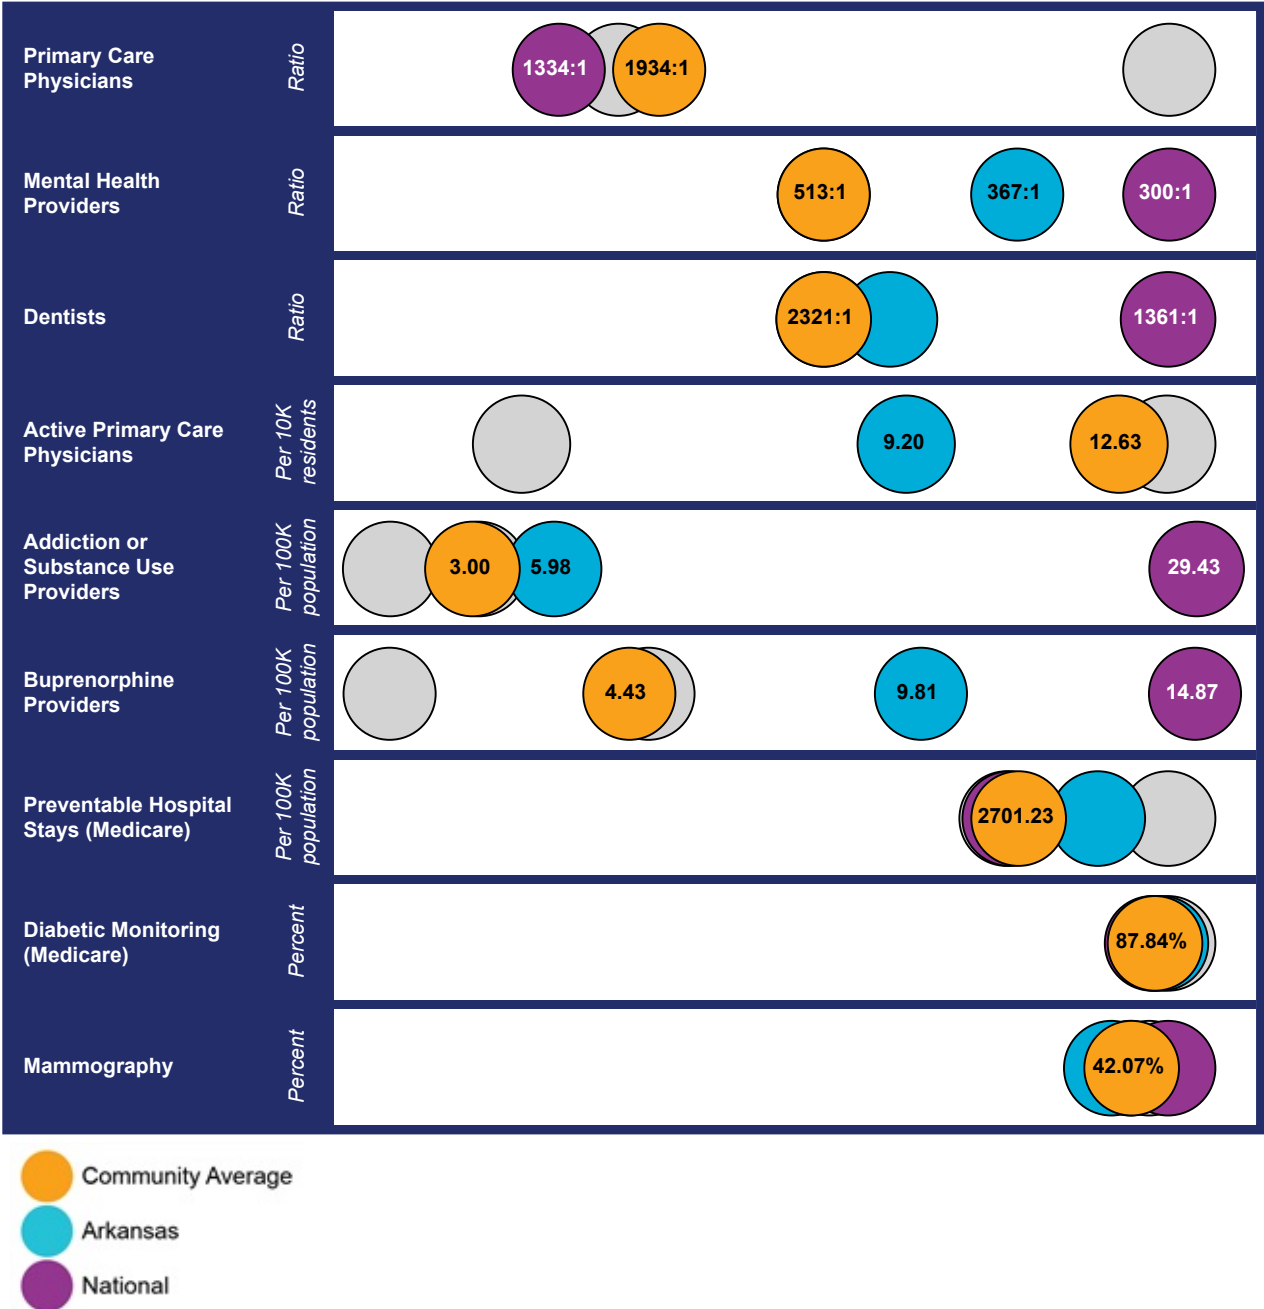 Primary Care
Physicians
Ratio
1334:1
1934:1
Mental Health
Providers
Ratio
513:1
367:1
300:1
Dentists
Ratio
2321:1
1361:1
Active Primary Care
Physicians
Per 10K
residents
9.20
12.63
Addiction or
Substance Use
Providers
Per 100K
population
3.00
5.98
29.43
Buprenorphine
Providers
Per 100K
population
4.43
9.81
14.87
Preventable Hospital
Stays (Medicare)
Per 100K
population
2701.23
Diabetic Monitoring
(Medicare)
Percent
87.84%
Mammography
Percent
42.07%
Community Average
Arkansas
National